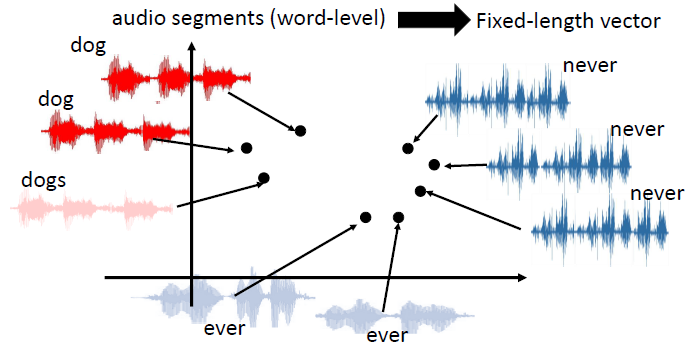 audio segments (word-level) Fixed-length vector
dog
never
dog
never
dogs
never
ever
ever